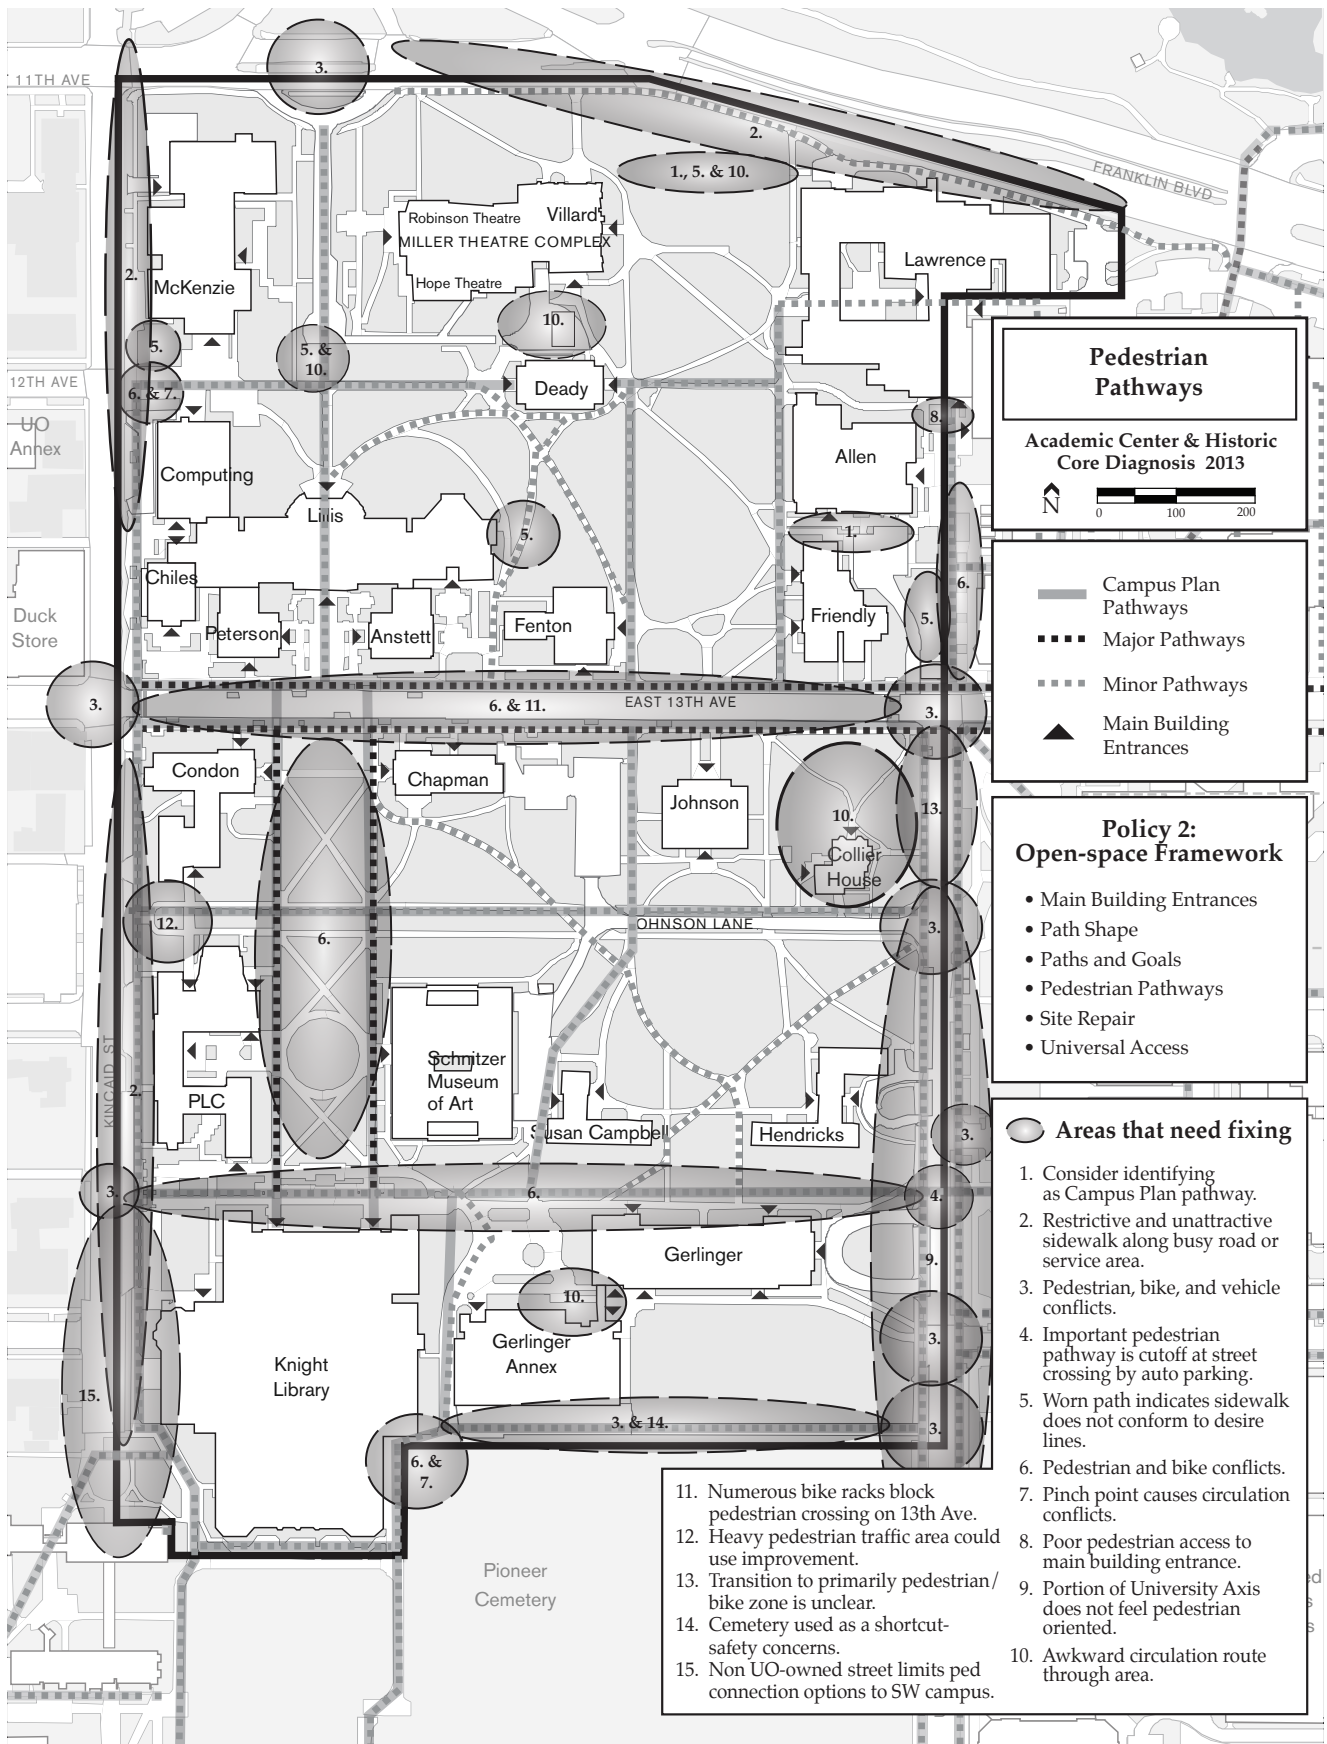 11TH AVE
3.
2.
1., 5. & 10.
FRANKLIN BLVD
Robinson Theatre
Villard
MILLER THEATRE COMPLEX
Hope Theatre
Lawrence
2.
McKenzie
10.
5.
5. &
10.
12TH AVE
6. & 7.
Deady
UO
Annex
8.
Computing
Allen
Lillis
5.
1.
Chiles
6.
Duck
Store
Peterson
Anstett
Fenton
Friendly
5.
3.
6. & 11.
EAST 13TH AVE
3.
Condon
Chapman
Johnson
10.
13.
Collier
House
12.
6.
JOHNSON LANE
3.
KINCAID ST
2.
Schnitzer
Museum
of Art
PLC
Susan Campbell
Hendricks
3.
3.
6.
4.
Gerlinger
9.
10.
3.
Gerlinger
Annex
Knight
Library
15.
3. & 14.
3.
6. &
7.
Pioneer
Cemetery
Pedestrian
Pathways
Academic Center & Historic
Core Diagnosis 2013
N
0 100 200
Campus Plan
Pathways
Major Pathways
Minor Pathways
Main Building
Entrances
Policy 2:
Open-space Framework
• Main Building Entrances
• Path Shape
• Paths and Goals
• Pedestrian Pathways
• Site Repair
• Universal Access
Areas that need fixing
1. Consider identifying
as Campus Plan pathway.
2. Restrictive and unattractive
sidewalk along busy road or
service area.
3. Pedestrian, bike, and vehicle
conflicts.
4. Important pedestrian
pathway is cutoff at street
crossing by auto parking.
5. Worn path indicates sidewalk
does not conform to desire
lines.
6. Pedestrian and bike conflicts.
7. Pinch point causes circulation
conflicts.
8. Poor pedestrian access to
main building entrance.
9. Portion of University Axis
does not feel pedestrian
oriented.
10. Awkward circulation route
through area.
11. Numerous bike racks block
pedestrian crossing on 13th Ave.
12. Heavy pedestrian traffic area could
use improvement.
13. Transition to primarily pedestrian/
bike zone is unclear.
14. Cemetery used as a shortcut-
safety concerns.
15. Non UO-owned street limits ped
connection options to SW campus.